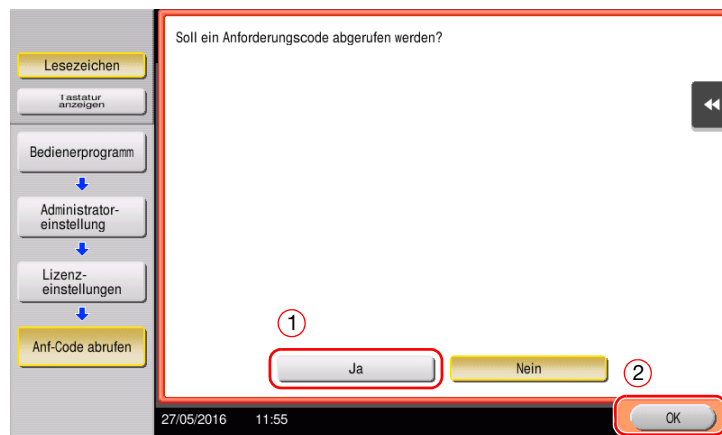 Soll ein Anforderungscode abgerufen werden?
Lesezeichen
Tastatur
anzeigen
Bedienerprogramm
Administrator-
einstellung
Lizenz-
einstellungen
Anf-Code abrufen
1
Ja
Nein
2
27/05/2016 11:55
OK